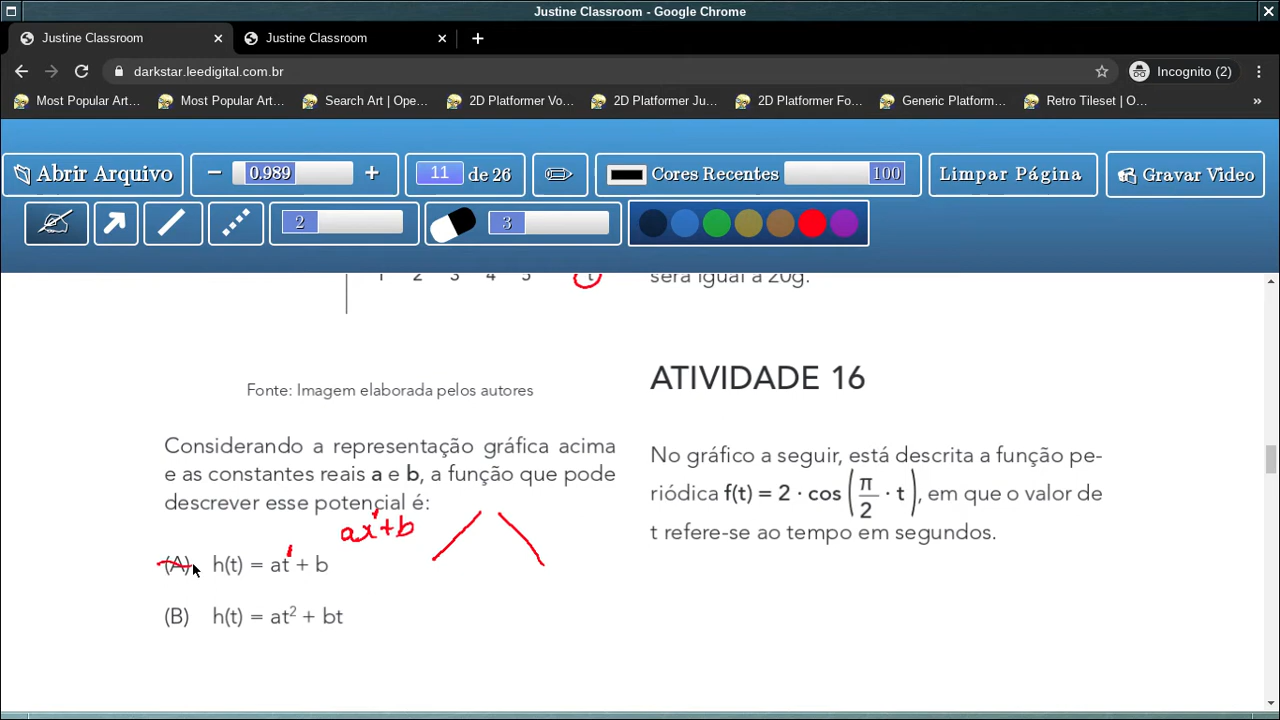 Justine Classroom - Google Chrome
Justine Classroom
Justine Classroom
darkstar.leedigital.com.br
Incognito (2)
Most Popular Art...
Most Popular Art...
Search Art | Ope...
2D Platformer Vo...
2D Platformer Ju...
2D Platformer Fo...
Generic Platform...
Retro Tileset | O...
Abrir Arquivo
− 0,989 +
11 de 26
Cores Recentes 100
Limpar Página
Gravar Video
2
3
1 2 3 4 5 t
será igual a 20g.
Fonte: Imagem elaborada pelos autores
Considerando a representação gráfica acima
e as constantes reais a e b, a função que pode
descrever esse potencial é:
ax¹+b
(A) h(t) = at¹ + b
(B) h(t) = at² + bt
ATIVIDADE 16
No gráfico a seguir, está descrita a função pe-
riódica f(t) = 2 · cos (π/2 · t), em que o valor de
t refere-se ao tempo em segundos.